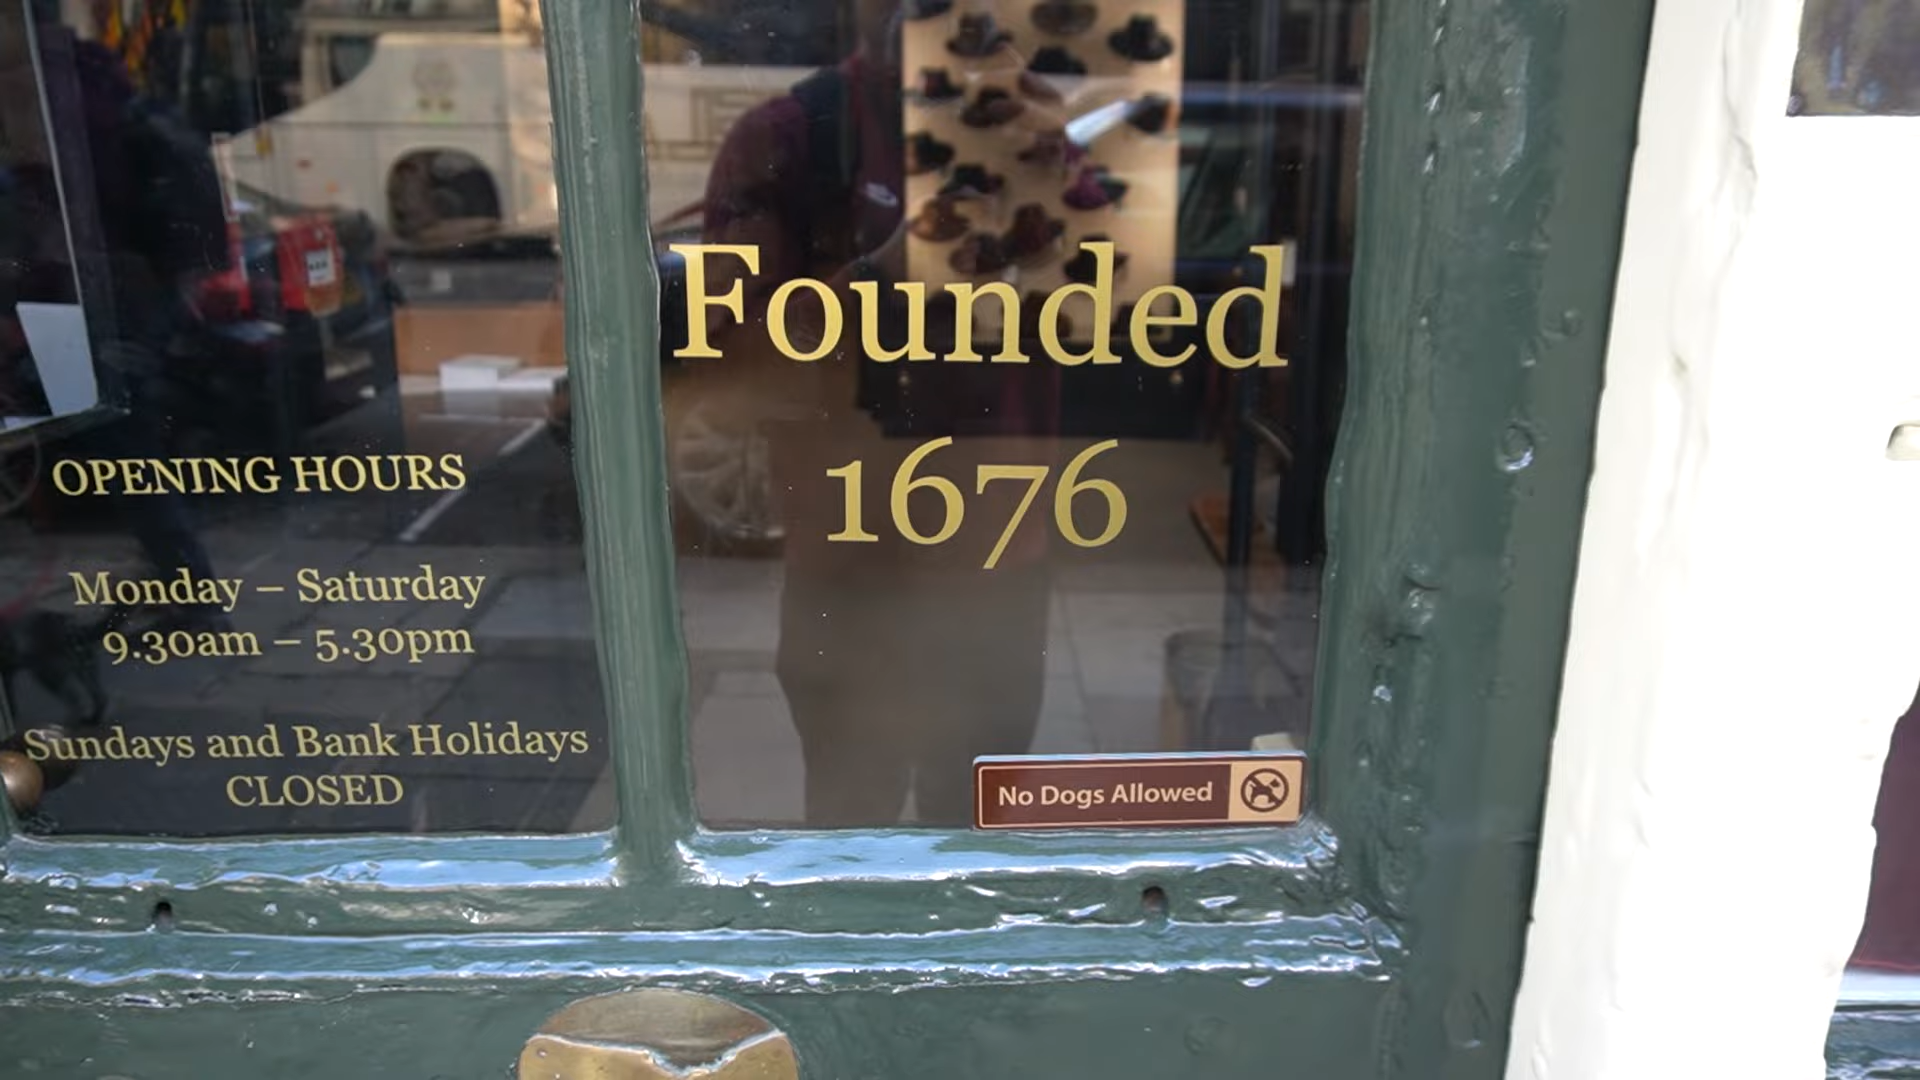 Founded
1676
OPENING HOURS
Monday – Saturday
9.30am – 5.30pm
Sundays and Bank Holidays
CLOSED
No Dogs Allowed